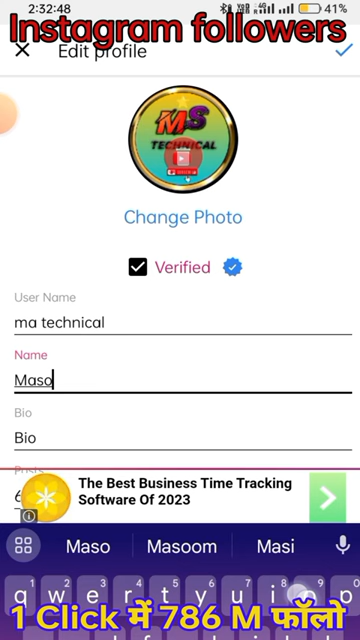 Instagram followers
2:32:48
41%
Edit profile
MS
TECHNICAL
Change Photo
Verified
User Name
ma technical
Name
Maso
Bio
Bio
Posts
The Best Business Time Tracking
Software Of 2023
Maso Masoom Masi
q w e r t y u i p
1 Click में 786 M फॉलो